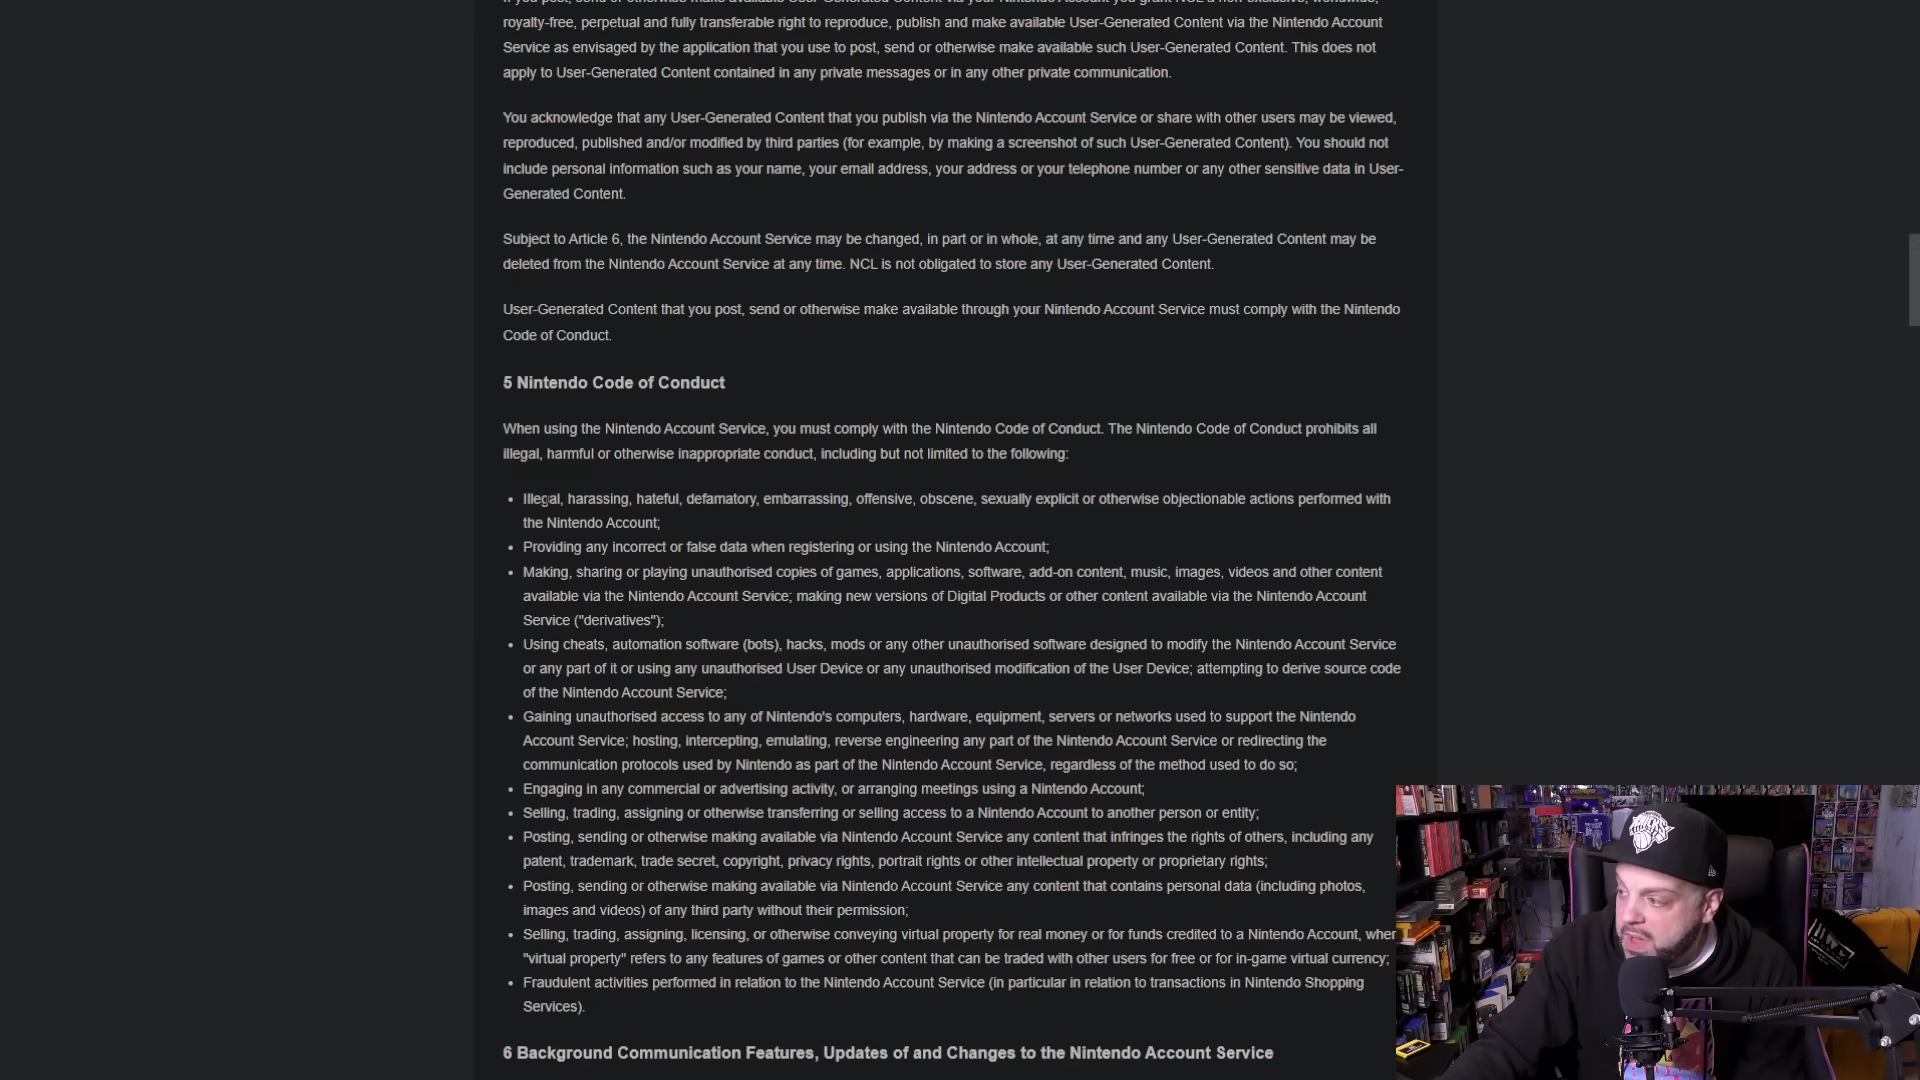 If you post, send or otherwise make available User-Generated Content via your Nintendo Account you grant NCL a non-exclusive, worldwide,
royalty-free, perpetual and fully transferable right to reproduce, publish and make available User-Generated Content via the Nintendo Account
Service as envisaged by the application that you use to post, send or otherwise make available such User-Generated Content. This does not
apply to User-Generated Content contained in any private messages or in any other private communication.
You acknowledge that any User-Generated Content that you publish via the Nintendo Account Service or share with other users may be viewed,
reproduced, published and/or modified by third parties (for example, by making a screenshot of such User-Generated Content). You should not
include personal information such as your name, your email address, your address or your telephone number or any other sensitive data in User-
Generated Content.
Subject to Article 6, the Nintendo Account Service may be changed, in part or in whole, at any time and any User-Generated Content may be
deleted from the Nintendo Account Service at any time. NCL is not obligated to store any User-Generated Content.
User-Generated Content that you post, send or otherwise make available through your Nintendo Account Service must comply with the Nintendo
Code of Conduct.
5 Nintendo Code of Conduct
When using the Nintendo Account Service, you must comply with the Nintendo Code of Conduct. The Nintendo Code of Conduct prohibits all
illegal, harmful or otherwise inappropriate conduct, including but not limited to the following:
• Illegal, harassing, hateful, defamatory, embarrassing, offensive, obscene, sexually explicit or otherwise objectionable actions performed with
the Nintendo Account;
• Providing any incorrect or false data when registering or using the Nintendo Account;
• Making, sharing or playing unauthorised copies of games, applications, software, add-on content, music, images, videos and other content
available via the Nintendo Account Service; making new versions of Digital Products or other content available via the Nintendo Account
Service ("derivatives");
• Using cheats, automation software (bots), hacks, mods or any other unauthorised software designed to modify the Nintendo Account Service
or any part of it or using any unauthorised User Device or any unauthorised modification of the User Device; attempting to derive source code
of the Nintendo Account Service;
• Gaining unauthorised access to any of Nintendo's computers, hardware, equipment, servers or networks used to support the Nintendo
Account Service; hosting, intercepting, emulating, reverse engineering any part of the Nintendo Account Service or redirecting the
communication protocols used by Nintendo as part of the Nintendo Account Service, regardless of the method used to do so;
• Engaging in any commercial or advertising activity, or arranging meetings using a Nintendo Account;
• Selling, trading, assigning or otherwise transferring or selling access to a Nintendo Account to another person or entity;
• Posting, sending or otherwise making available via Nintendo Account Service any content that infringes the rights of others, including any
patent, trademark, trade secret, copyright, privacy rights, portrait rights or other intellectual property or proprietary rights;
• Posting, sending or otherwise making available via Nintendo Account Service any content that contains personal data (including photos,
images and videos) of any third party without their permission;
• Selling, trading, assigning, licensing, or otherwise conveying virtual property for real money or for funds credited to a Nintendo Account, wher
"virtual property" refers to any features of games or other content that can be traded with other users for free or for in-game virtual currency;
• Fraudulent activities performed in relation to the Nintendo Account Service (in particular in relation to transactions in Nintendo Shopping
Services).
6 Background Communication Features, Updates of and Changes to the Nintendo Account Service